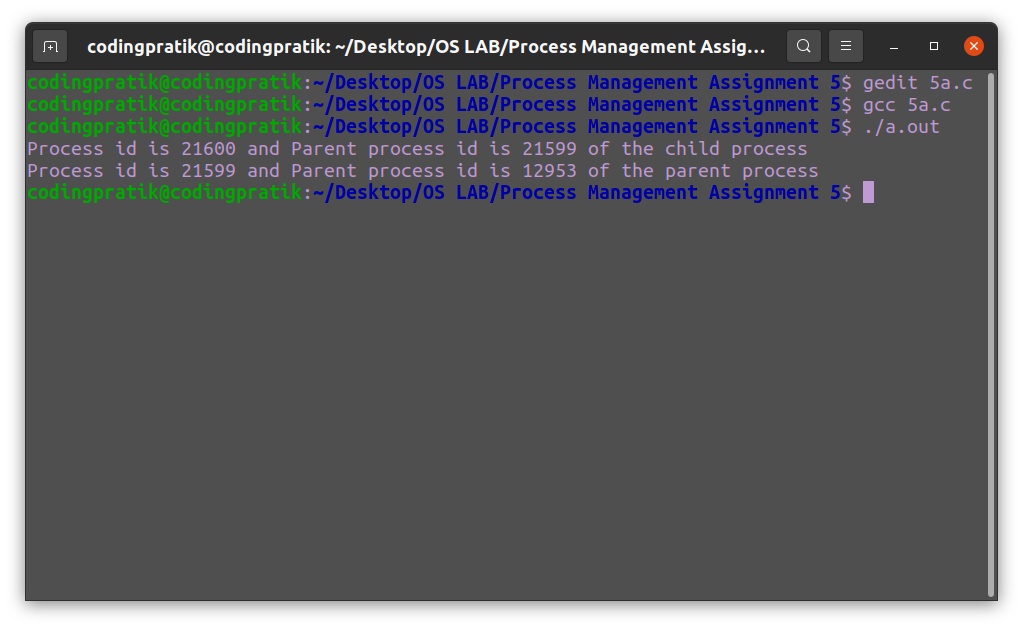 codingpratik@codingpratik: ~/Desktop/OS LAB/Process Management Assig...
codingpratik@codingpratik:~/Desktop/OS LAB/Process Management Assignment 5$ gedit 5a.c
codingpratik@codingpratik:~/Desktop/OS LAB/Process Management Assignment 5$ gcc 5a.c
codingpratik@codingpratik:~/Desktop/OS LAB/Process Management Assignment 5$ ./a.out
Process id is 21600 and Parent process id is 21599 of the child process
Process id is 21599 and Parent process id is 12953 of the parent process
codingpratik@codingpratik:~/Desktop/OS LAB/Process Management Assignment 5$